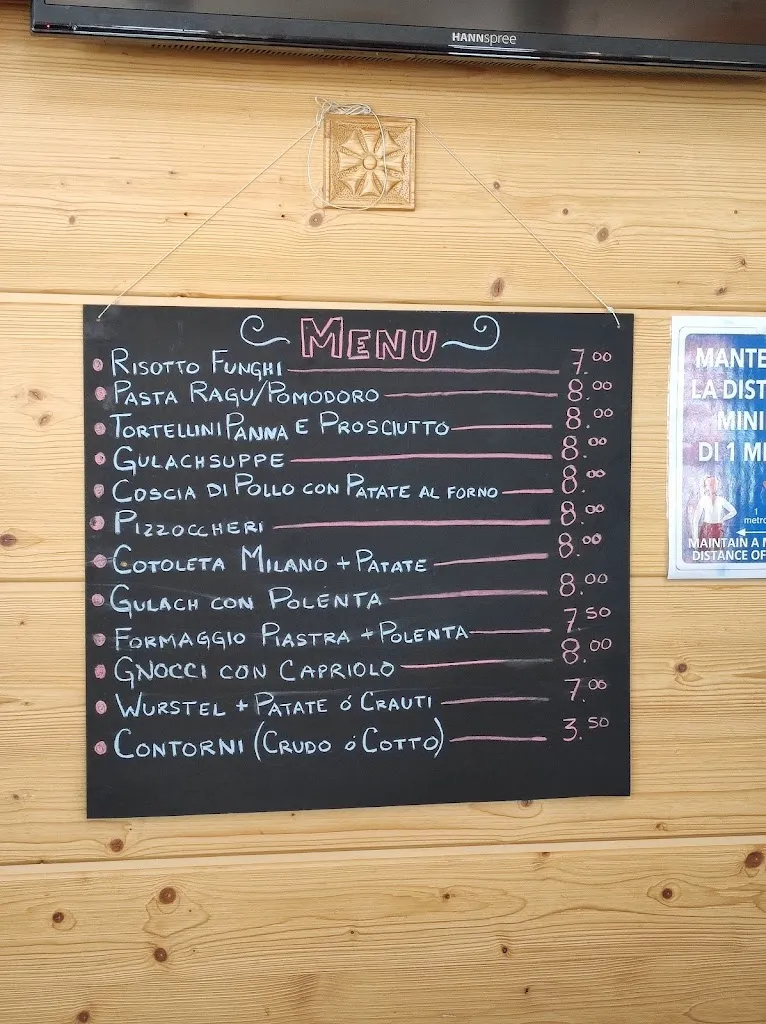 HANNspree
MENU
RISOTTO FUNGHI 7.00
PASTA RAGU/POMODORO 8.00
TORTELLINI PANNA E PROSCIUTTO 8.00
GULACHSUPPE 8.00
COSCIA DI POLLO CON PATATE AL FORNO 8.00
PIZZOCCHERI 8.00
COTOLETA MILANO + PATATE 8.00
GULACH CON POLENTA 8.00
FORMAGGIO PIASTRA + POLENTA 7.50
GNOCCI CON CAPRIOLO 8.00
WURSTEL + PATATE ó CRAUTI 7.00
CONTORNI (CRUDO ó COTTO) 3.50
MANTE
LA DIST
MINI
DI 1 M
1
metro
MAINTAIN A
DISTANCE OF